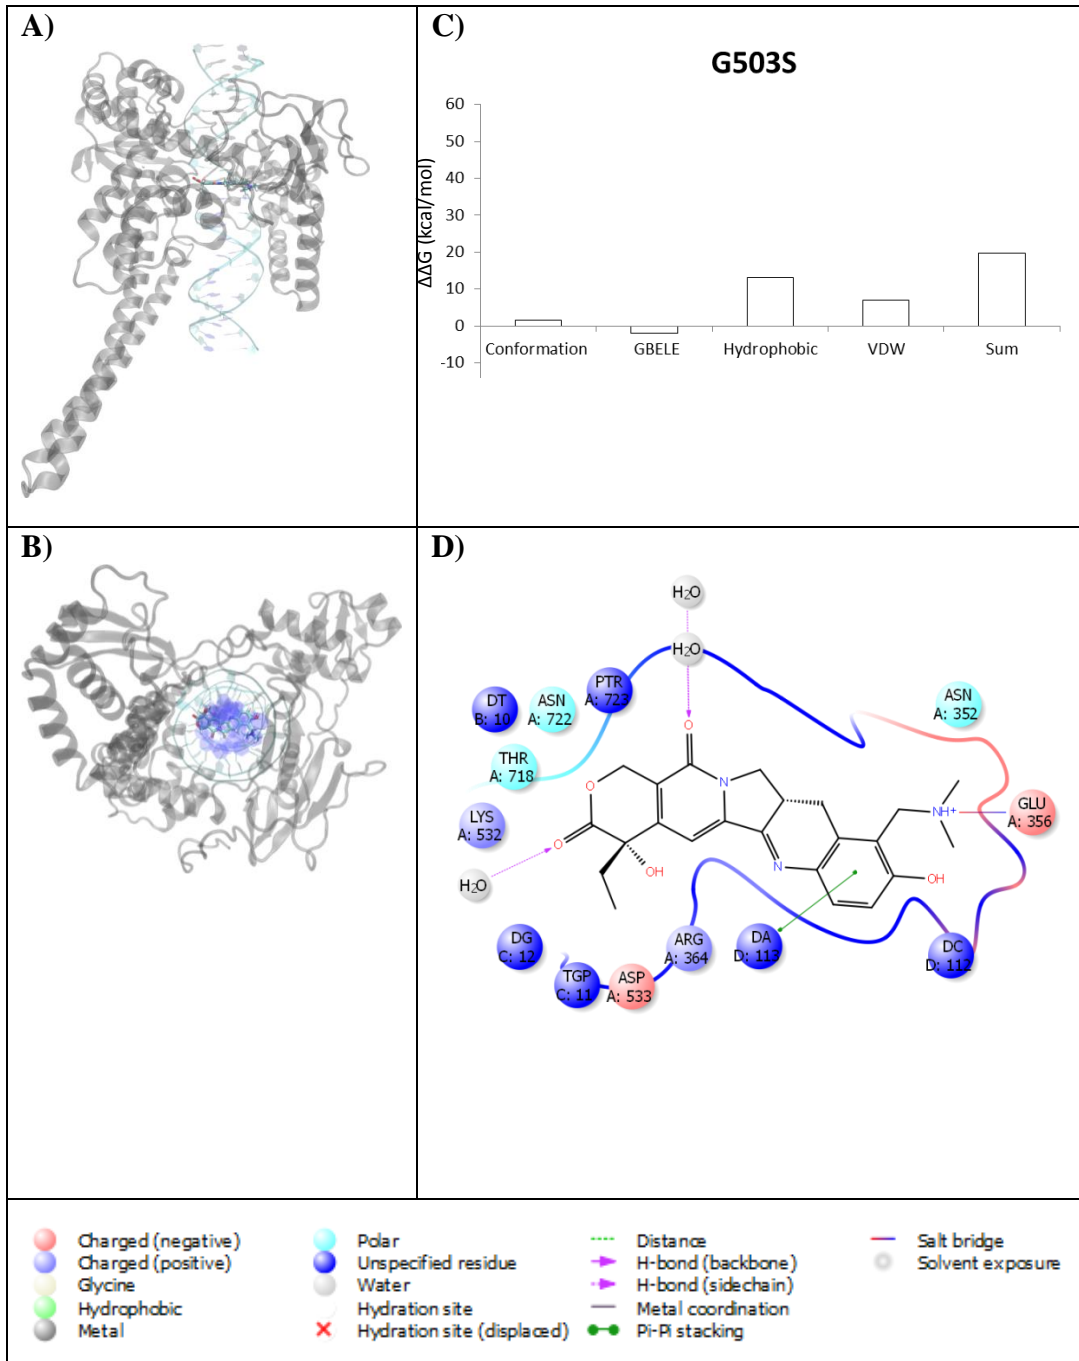 A)
C)
G503S
ΔΔG (kcal/mol)
60
50
40
30
20
10
0
-10
Conformation GBELE Hydrophobic VDW Sum
B)
D)
H2O
H2O
PTR
A: 723
ASN
A: 722
DT
B: 10
THR
A: 718
LYS
A: 532
H2O
ASN
A: 352
GLU
A: 356
O
O
O
N
N
OH
NH+
OH
DG
C: 12
TGP
C: 11
ASP
A: 533
ARG
A: 364
DA
D: 113
DC
D: 112
Charged (negative)
Charged (positive)
Glycine
Hydrophobic
Metal
Polar
Unspecified residue
Water
Hydration site
Hydration site (displaced)
Distance
H-bond (backbone)
H-bond (sidechain)
Metal coordination
Pi-Pi stacking
Salt bridge
Solvent exposure